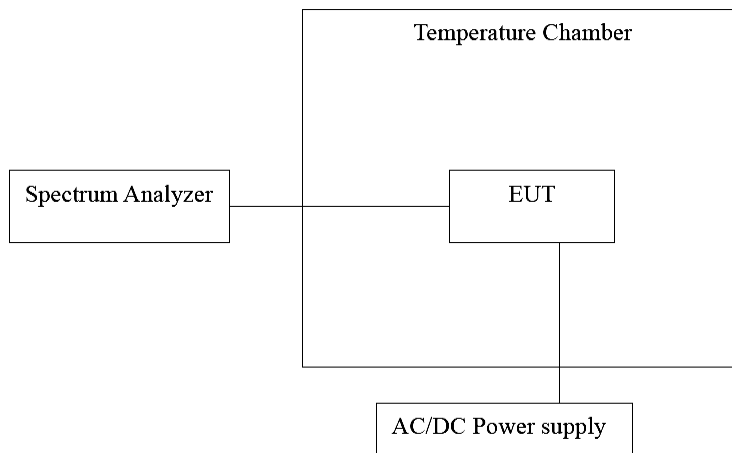 Temperature Chamber
Spectrum Analyzer
EUT
AC/DC Power supply